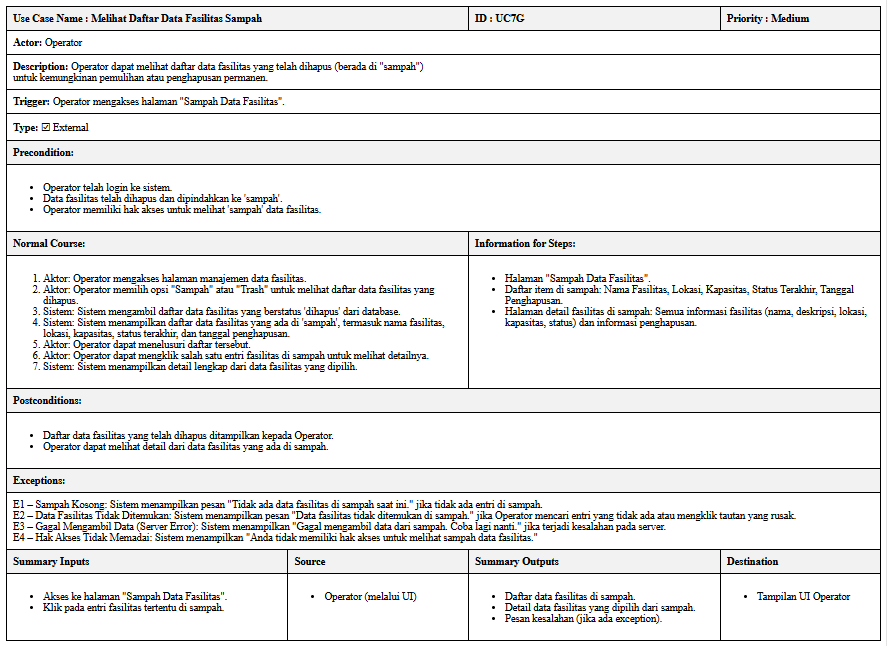 Use Case Name : Melihat Daftar Data Fasilitas Sampah
ID : UC7G
Priority : Medium
Actor: Operator
Description: Operator dapat melihat daftar data fasilitas yang telah dihapus (berada di "sampah")
untuk kemungkinan pemulihan atau penghapusan permanen.
Trigger: Operator mengakses halaman "Sampah Data Fasilitas".
Type: ☑ External
Precondition:
• Operator telah login ke sistem.
• Data fasilitas telah dihapus dan dipindahkan ke 'sampah'.
• Operator memiliki hak akses untuk melihat 'sampah' data fasilitas.
Normal Course:
1. Aktor: Operator mengakses halaman manajemen data fasilitas.
2. Aktor: Operator memilih opsi "Sampah" atau "Trash" untuk melihat daftar data fasilitas yang
dihapus.
3. Sistem: Sistem mengambil daftar data fasilitas yang berstatus 'dihapus' dari database.
4. Sistem: Sistem menampilkan daftar data fasilitas yang ada di 'sampah', termasuk nama fasilitas,
lokasi, kapasitas, status terakhir, dan tanggal penghapusan.
5. Aktor: Operator dapat menelusuri daftar tersebut.
6. Aktor: Operator dapat mengklik salah satu entri fasilitas di sampah untuk melihat detailnya.
7. Sistem: Sistem menampilkan detail lengkap dari data fasilitas yang dipilih.
Information for Steps:
• Halaman "Sampah Data Fasilitas".
• Daftar item di sampah: Nama Fasilitas, Lokasi, Kapasitas, Status Terakhir, Tanggal
Penghapusan.
• Halaman detail fasilitas di sampah: Semua informasi fasilitas (nama, deskripsi, lokasi,
kapasitas, status) dan informasi penghapusan.
Postconditions:
• Daftar data fasilitas yang telah dihapus ditampilkan kepada Operator.
• Operator dapat melihat detail dari data fasilitas yang ada di sampah.
Exceptions:
E1 – Sampah Kosong: Sistem menampilkan pesan "Tidak ada data fasilitas di sampah saat ini." jika tidak ada entri di sampah.
E2 – Data Fasilitas Tidak Ditemukan: Sistem menampilkan pesan "Data fasilitas tidak ditemukan di sampah." jika Operator mencari entri yang tidak ada atau mengklik tautan yang rusak.
E3 – Gagal Mengambil Data (Server Error): Sistem menampilkan "Gagal mengambil data dari sampah. Coba lagi nanti." jika terjadi kesalahan pada server.
E4 – Hak Akses Tidak Memadai: Sistem menampilkan "Anda tidak memiliki hak akses untuk melihat sampah data fasilitas."
Summary Inputs
Source
Summary Outputs
Destination
• Akses ke halaman "Sampah Data Fasilitas".
• Klik pada entri fasilitas tertentu di sampah.
• Operator (melalui UI)
• Daftar data fasilitas di sampah.
• Detail data fasilitas yang dipilih dari sampah.
• Pesan kesalahan (jika ada exception).
• Tampilan UI Operator